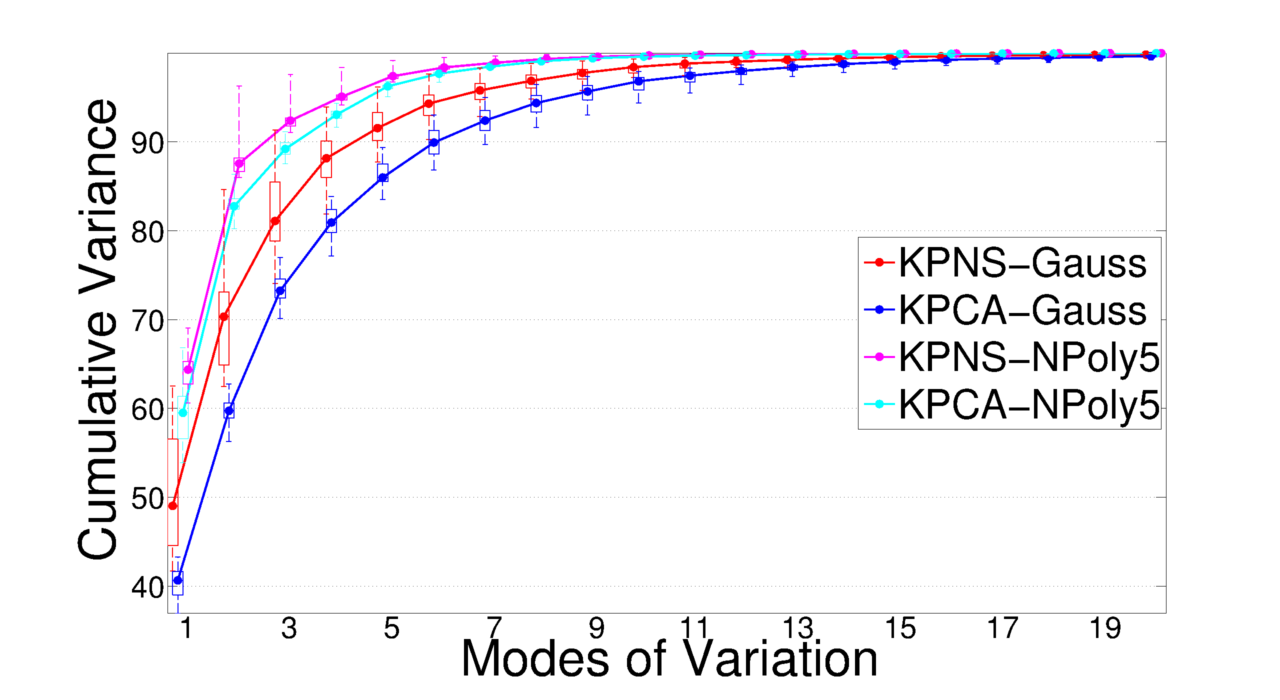 Cumulative Variance
90
80
70
60
50
40
1 3 5 7 9 11 13 15 17 19
Modes of Variation
KPNS–Gauss
KPCA–Gauss
KPNS–NPoly5
KPCA–NPoly5